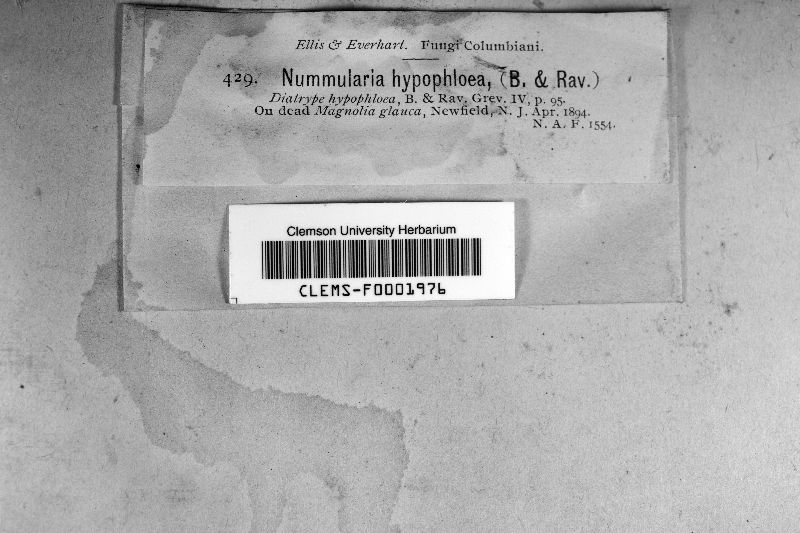 Ellis & Everhart. Fungi Columbiani.
429. Nummularia hypophloea, (B. & Rav.)
Diatrype hypophloea, B. & Rav. Grev. IV, p. 95.
On dead Magnolia glauca, Newfield, N. J. Apr. 1894.
N. A. F. 1554.
Clemson University Herbarium
CLEMS-F0001976